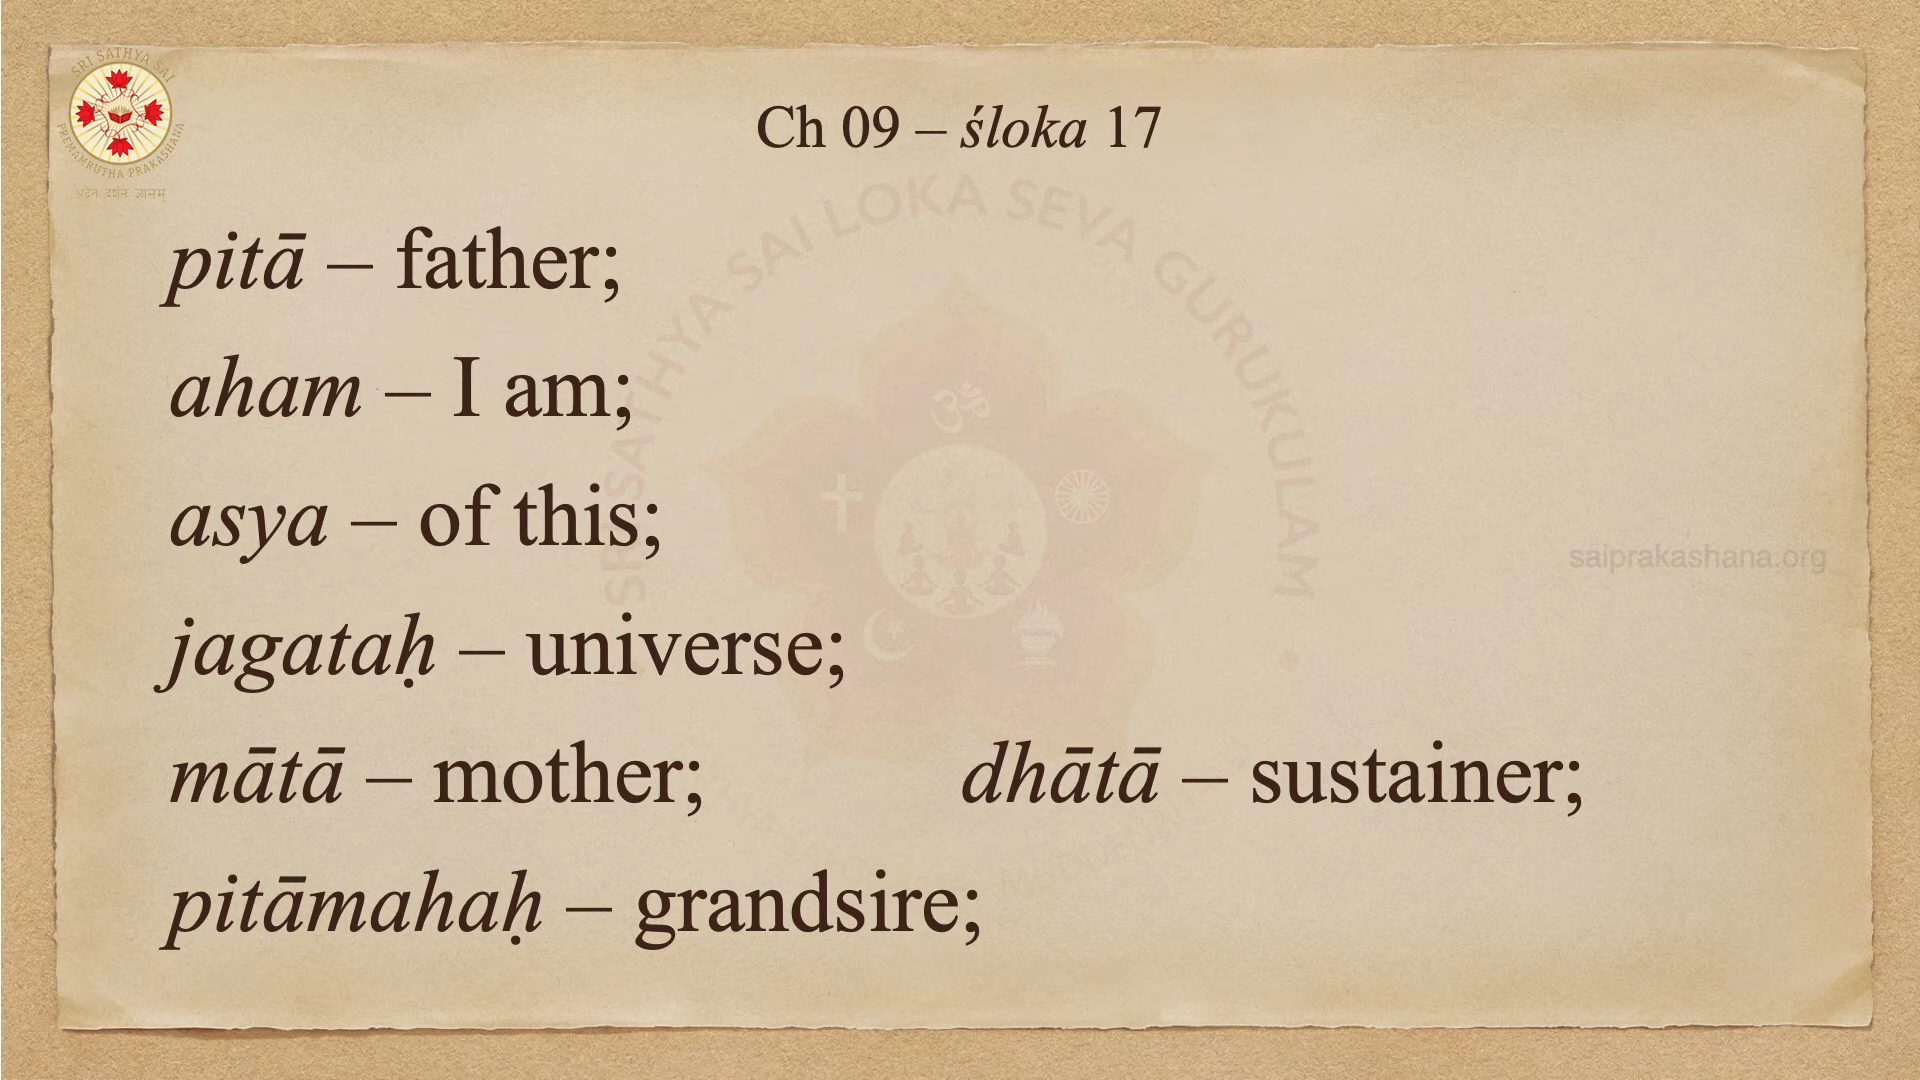 SRI SATHYA SAI
PREMAMRUTHA PRAKASHANA
Ch 09 – śloka 17
SRI SATHYA SAI LOKA SEVA GURUKULAM
pitā – father;
aham – I am;
asya – of this;
saiprakashana.org
jagataḥ – universe;
mātā – mother; dhātā – sustainer;
pitāmahaḥ – grandsire;